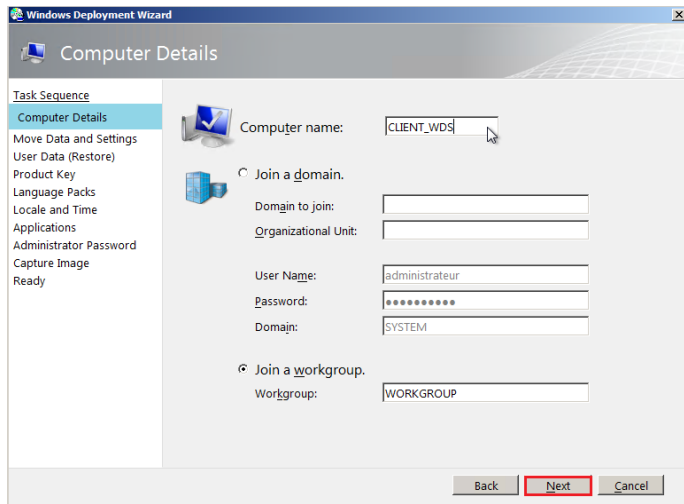 Windows Deployment Wizard
Computer Details
Task Sequence
Computer Details
Move Data and Settings
User Data (Restore)
Product Key
Language Packs
Locale and Time
Applications
Administrator Password
Capture Image
Ready
Computer name: CLIENT_WDS
Join a domain.
Domain to join:
Organizational Unit:
User Name: administrateur
Password: ●●●●●●●●●●
Domain: SYSTEM
Join a workgroup.
Workgroup: WORKGROUP
Back Next Cancel